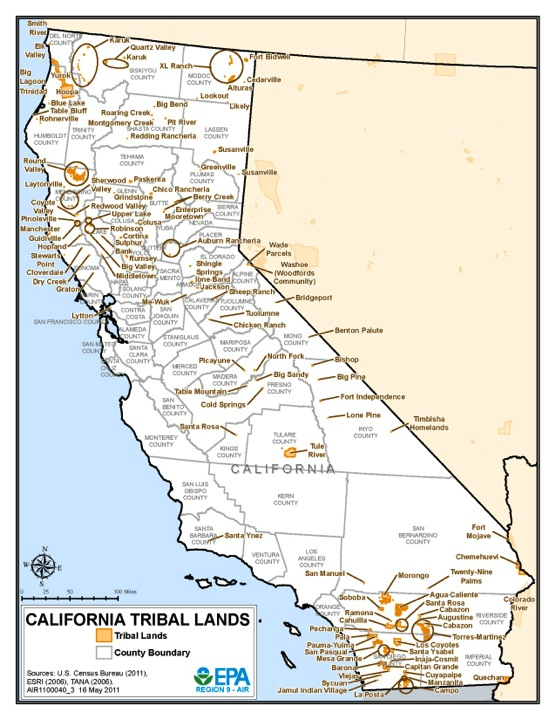 Smith
River
DEL NORTE
COUNTY
Karuk
Quartz Valley
Elk
Valley
Karuk
XL Ranch
Fort Bidwell
SISKIYOU
COUNTY
MODOC
COUNTY
Cedarville
Big
Lagoon
Yurok
Alturas
Trinidad
Hoopa
Lookout
Likely
Blue Lake
Big Bend
Table Bluff
Roaring Creek
Rohnerville
Montgomery Creek
Pit River
SHASTA COUNTY
HUMBOLDT
COUNTY
TRINITY
COUNTY
Redding Rancheria
LASSEN
COUNTY
Susanville
TEHAMA
COUNTY
Round
Valley
Greenville
Susanville
PLUMAS
COUNTY
Sherwood
Valley
Paskenta
Laytonville
GLENN
Chico Rancheria
Grindstone
Berry Creek
Coyote
Valley
Redwood Valley
BUTTE
Enterprise
Mooretown
SIERRA
COUNTY
Pinoleville
Upper Lake
Colusa
NEVADA
Manchester
Robinson
Cortina
PLACER
COUNTY
Guidiville
Sulphur
Bank
Auburn Rancheria
Hopland
Rumsey
Wade
Parcels
Stewarts
Point
Big Valley
EL DORADO
Shingle
Springs
Washoe
(Woodfords
Community)
Cloverdale
Middletown
Ione Band
ALPINE
COUNTY
Dry Creek
Jackson
Graton
Me-Wuk
Sheep Ranch
Bridgeport
Lytton
CONTRA
COSTA
SAN
JOAQUIN
COUNTY
Tuolumne
SAN FRANCISCO COUNTY
ALAMEDA
COUNTY
Chicken Ranch
MONO
COUNTY
Benton Paiute
STANISLAUS
COUNTY
MARIPOSA
COUNTY
SANTA
CLARA
COUNTY
Picayune
North Fork
Bishop
MERCED
COUNTY
MADERA
COUNTY
Big Sandy
Big Pine
Table Mountain
FRESNO
COUNTY
Cold Springs
Fort Independence
SAN
BENITO
COUNTY
Lone Pine
Timbisha
Homelands
Santa Rosa
INYO
COUNTY
MONTEREY
COUNTY
KINGS
COUNTY
TULARE
COUNTY
Tule
River
CALIFORNIA
SAN LUIS
OBISPO
COUNTY
KERN
COUNTY
SANTA
BARBARA
COUNTY
Santa Ynez
SAN
BERNARDINO
COUNTY
Fort
Mojave
VENTURA
COUNTY
LOS
ANGELES
COUNTY
Chemehuevi
San Manuel
Morongo
Twenty-Nine
Palms
Soboba
Agua-Caliente
Santa Rosa
Colorado
River
ORANGE
Ramona
Cabazon
RIVERSIDE
COUNTY
Cahuilla
Augustine
Pechanga
Cabazon
Pala
Torres-Martinez
Pauma-Yuima
Los Coyotes
San Pasqual
Santa Ysabel
Mesa Grande
Inaja-Cosmit
SAN DIEGO
COUNTY
Barona
Capitan Grande
Viejas
Cuyapaipe
Sycuan
Manzanita
Quechan
Jamul Indian Village
La Posta
Campo
N
W E
S
0 25 50 100 Miles
CALIFORNIA TRIBAL LANDS
Tribal Lands
County Boundary
Sources: U.S. Census Bureau (2011),
ESRI (2006), TANA (2006).
AIR1100040_3 16 May 2011
EPA
REGION 9 - AIR